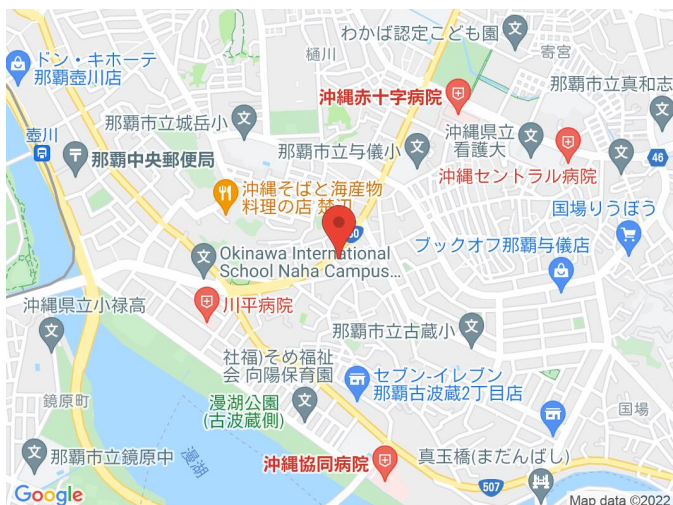 わかば認定こども園
寄宮
ドン・キホーテ
那覇壺川店
樋川
沖縄赤十字病院
那覇市立真和志
壺川
那覇市立城岳小
那覇市立与儀小
沖縄県立
看護大
那覇中央郵便局
沖縄セントラル病院
46
沖縄そばと海産物
料理の店 楚辺
国場りうぼう
Okinawa International
School Naha Campus...
ブックオフ那覇与儀店
沖縄県立小禄高
川平病院
那覇市立古蔵小
社福)そめ福祉
会 向陽保育園
セブン-イレブン
那覇古波蔵2丁目店
鏡原町
漫湖公園
(古波蔵側)
国場
那覇市立鏡原中
漫湖
沖縄協同病院
真玉橋(まだんばし)
507
Google
Map data ©2022